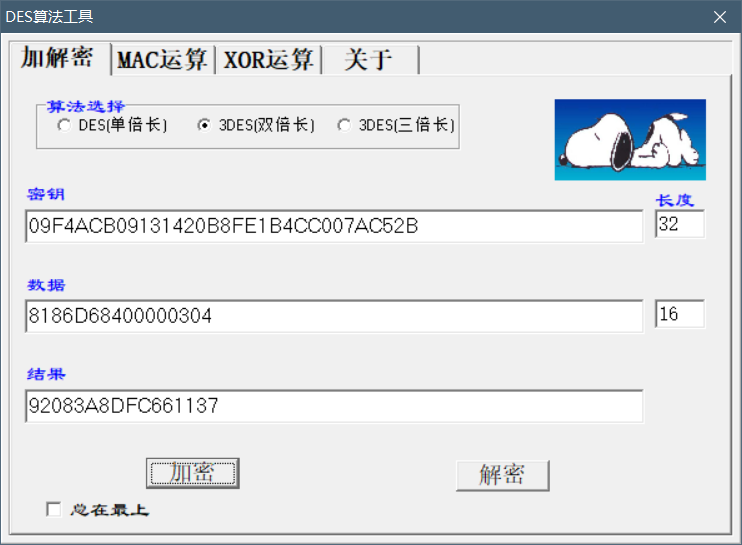 DES算法工具
加解密 MAC运算 XOR运算 关于
算法选择
DES(单倍长) 3DES(双倍长) 3DES(三倍长)
密钥 长度
09F4ACB09131420B8FE1B4CC007AC52B 32
数据
8186D68400000304 16
结果
92083A8DFC661137
加密 解密
总在最上